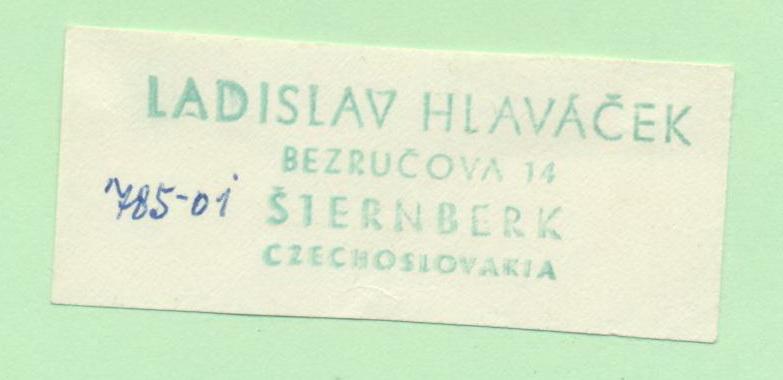 LADISLAV HLAVÁČEK
BEZRUČOVA 14
785-01 ŠTERNBERK
CZECHOSLOVAKIA